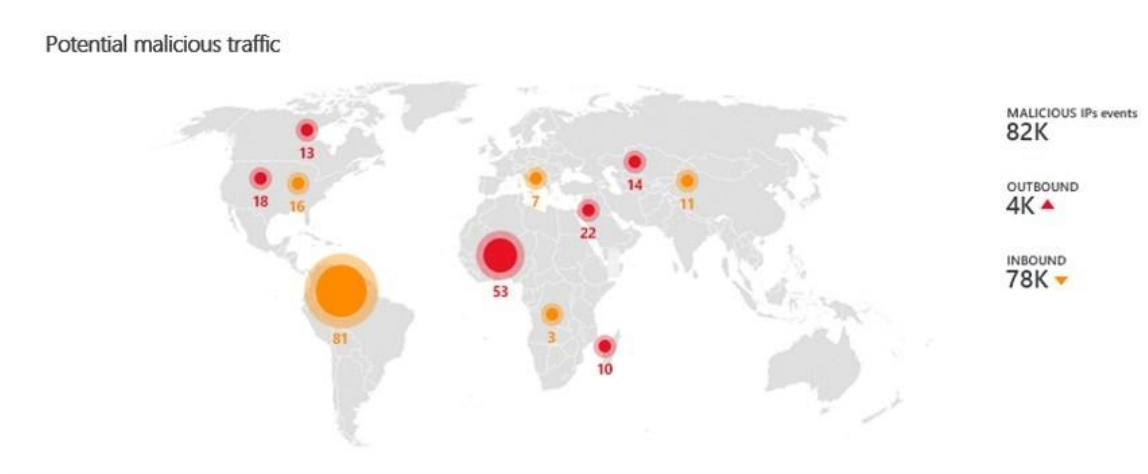 Potential malicious traffic
MALICIOUS IPs events
82K
OUTBOUND
4K
INBOUND
78K
13
18
16
7
14
11
22
53
81
3
10